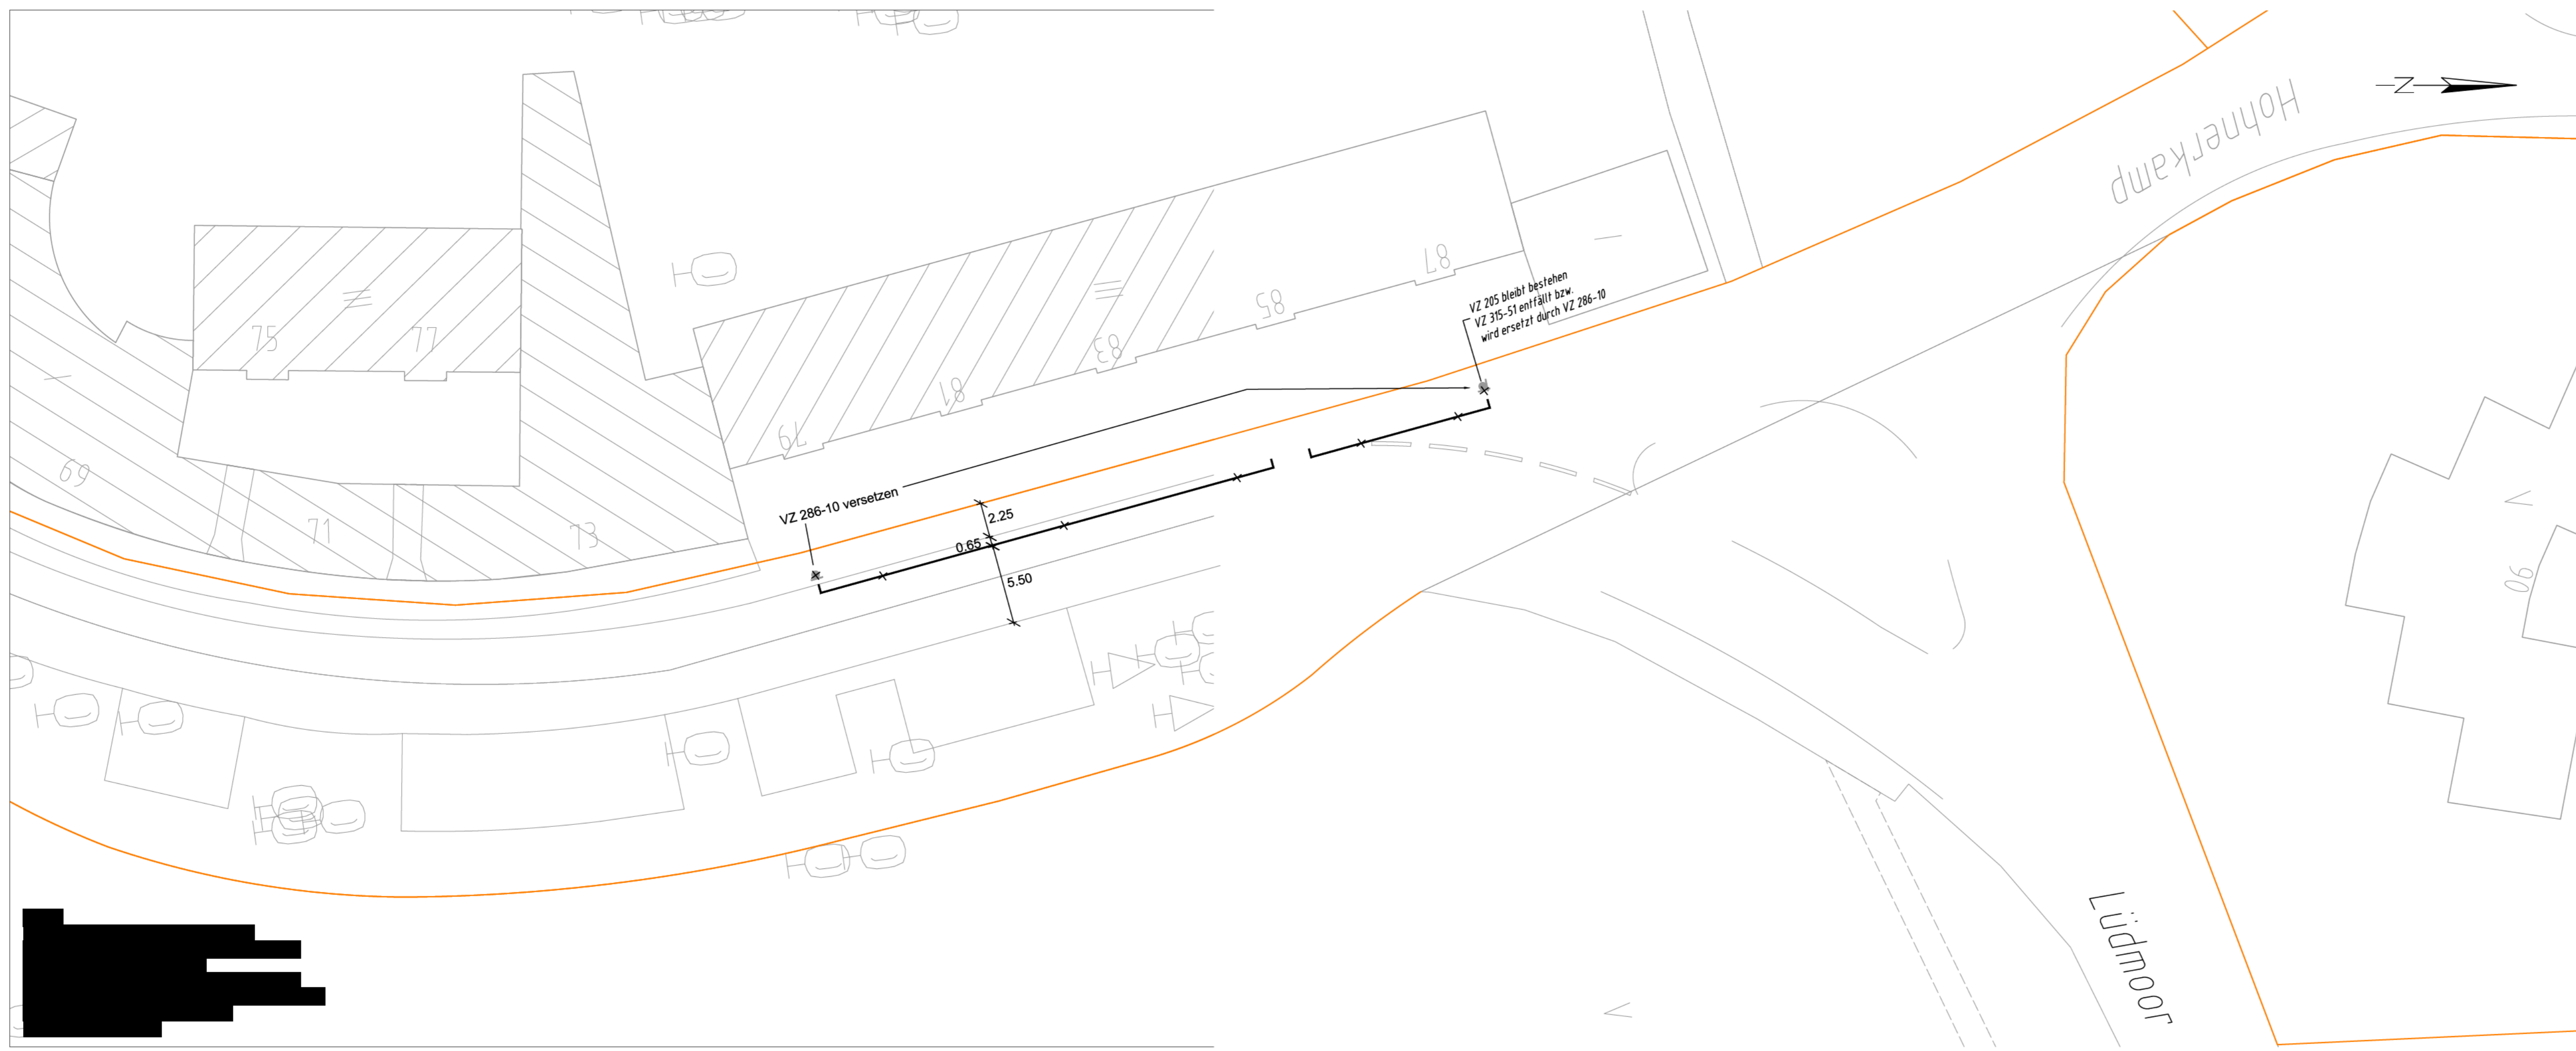 Hohnerkamp
N
87
85
83
81
79
VZ 205 bleibt bestehen
VZ 315-51 entfällt bzw.
wird ersetzt durch VZ 286-10
75
77
69
71
73
VZ 286-10 versetzen
2.25
0.65
5.50
90
Lüdmoor